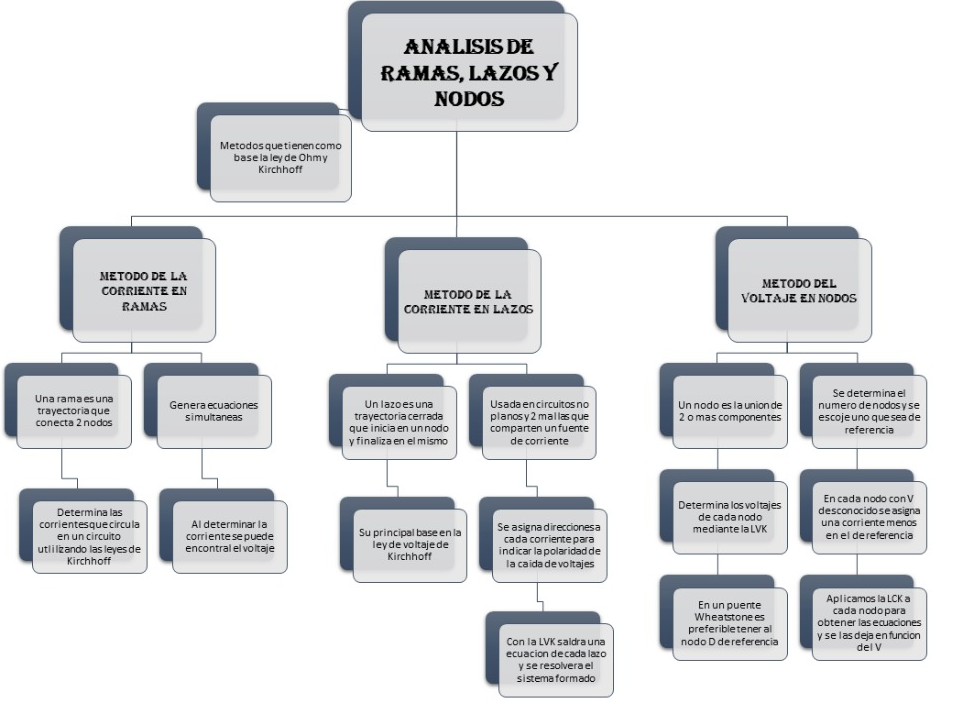 ANALISIS DE
RAMAS, LAZOS Y
NODOS
Metodos que tienen como
base la ley de Ohm y
Kirchhoff
METODO DE LA
CORRIENTE EN
RAMAS
Una rama es una
trayectoria que
conecta 2 nodos
Determina las
corrientes que circula
en un circuito
utlilizando las leyes de
Kirchhoff
Genera ecuaciones
simultaneas
Al determinar la
corriente se puede
encontral el voltaje
METODO DE LA
CORRIENTE EN LAZOS
Un lazo es una
trayectoria cerrada
que inicia en un nodo
y finaliza en el mismo
Su principal base en la
ley de voltaje de
Kirchhoff
Usada en circuitos no
planos y 2 mallas que
comparten un fuente
de corriente
Se asigna direcciones a
cada corriente para
indicar la polaridad de
la caida de voltajes
Con la LVK saldra una
ecuacion de cada lazo
y se resolvera el
sistema formado
METODO DEL
VOLTAJE EN NODOS
Un nodo es la union de
2 o mas componentes
Determina los voltajes
de cada nodo
mediante la LVK
En un puente
Wheatstone es
preferible tener al
nodo D de referencia
Se determina el
numero de nodos y se
escoje uno que sea de
referencia
En cada nodo con V
desconocido se asigna
una corriente menos
en el de referencia
Aplicamos la LCK a
cada nodo para
obtener las ecuaciones
y se las deja en funcion
del V